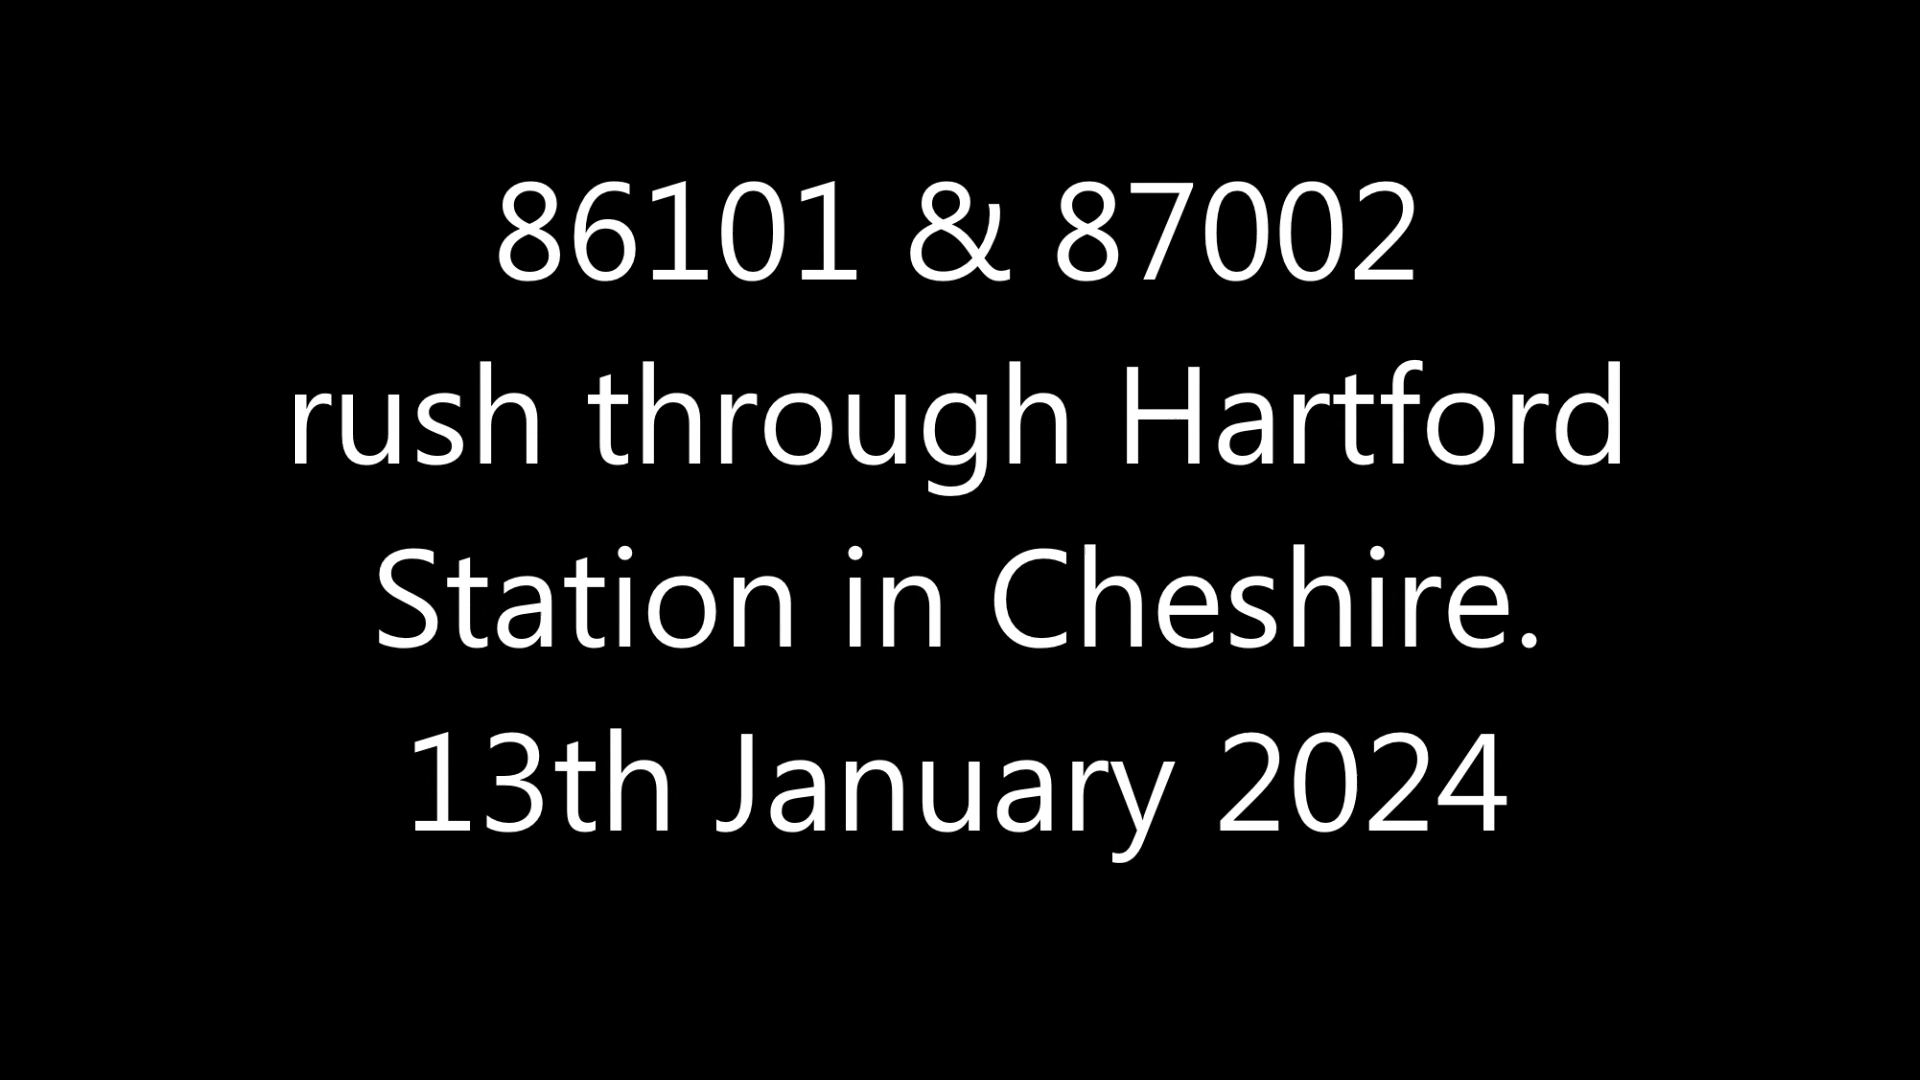 86101 & 87002
rush through Hartford
Station in Cheshire.
13th January 2024